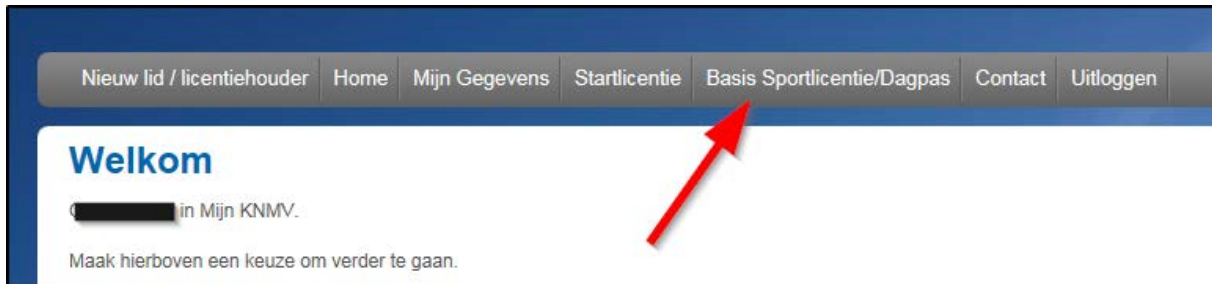 Nieuw lid / licentiehouder Home Mijn Gegevens Startlicentie Basis Sportlicentie/Dagpas Contact Uitloggen
Welkom
in Mijn KNMV.
Maak hierboven een keuze om verder te gaan.